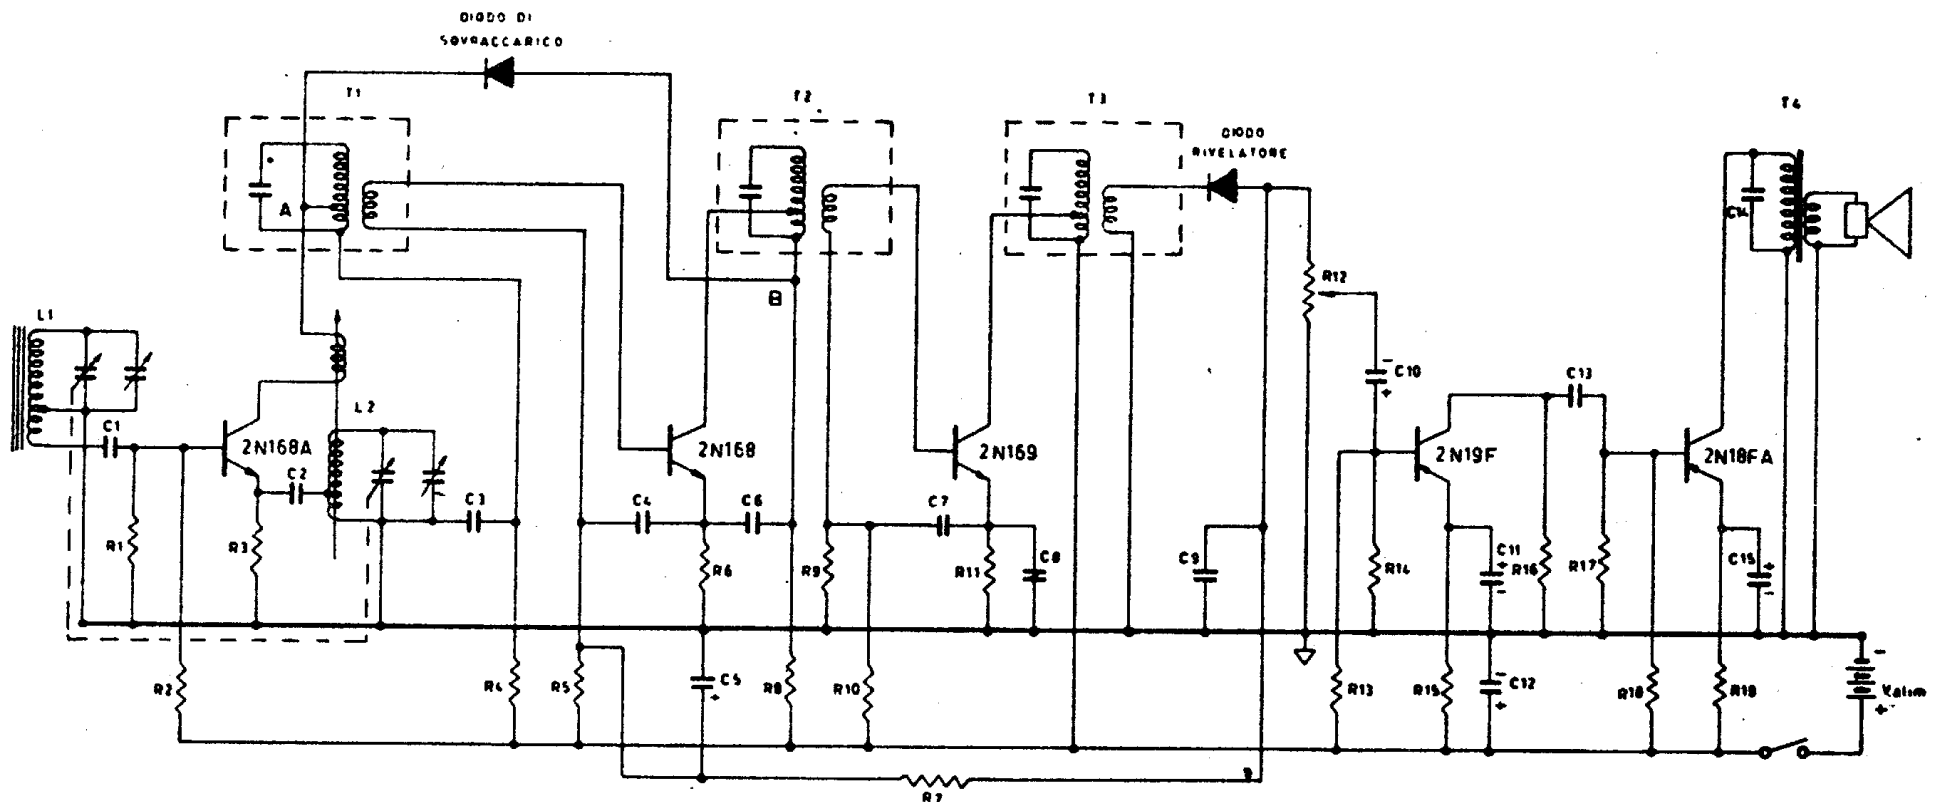 DIODO DI
SOVRACCARICO
T1
T2
T3
T4
DIODO
RIVELATORE
A
C14
R12
B
L1
L2
C10
C13
C1
2N168A
2N168
2N169
2N19F
2N18FA
C2
C3
C4
C6
C7
R1
R3
R6
R9
R11
C8
C9
R14
C11
R16
R17
C15
R2
R4
R5
C5
R8
R10
R13
R15
C12
R18
R19
Valim
R7